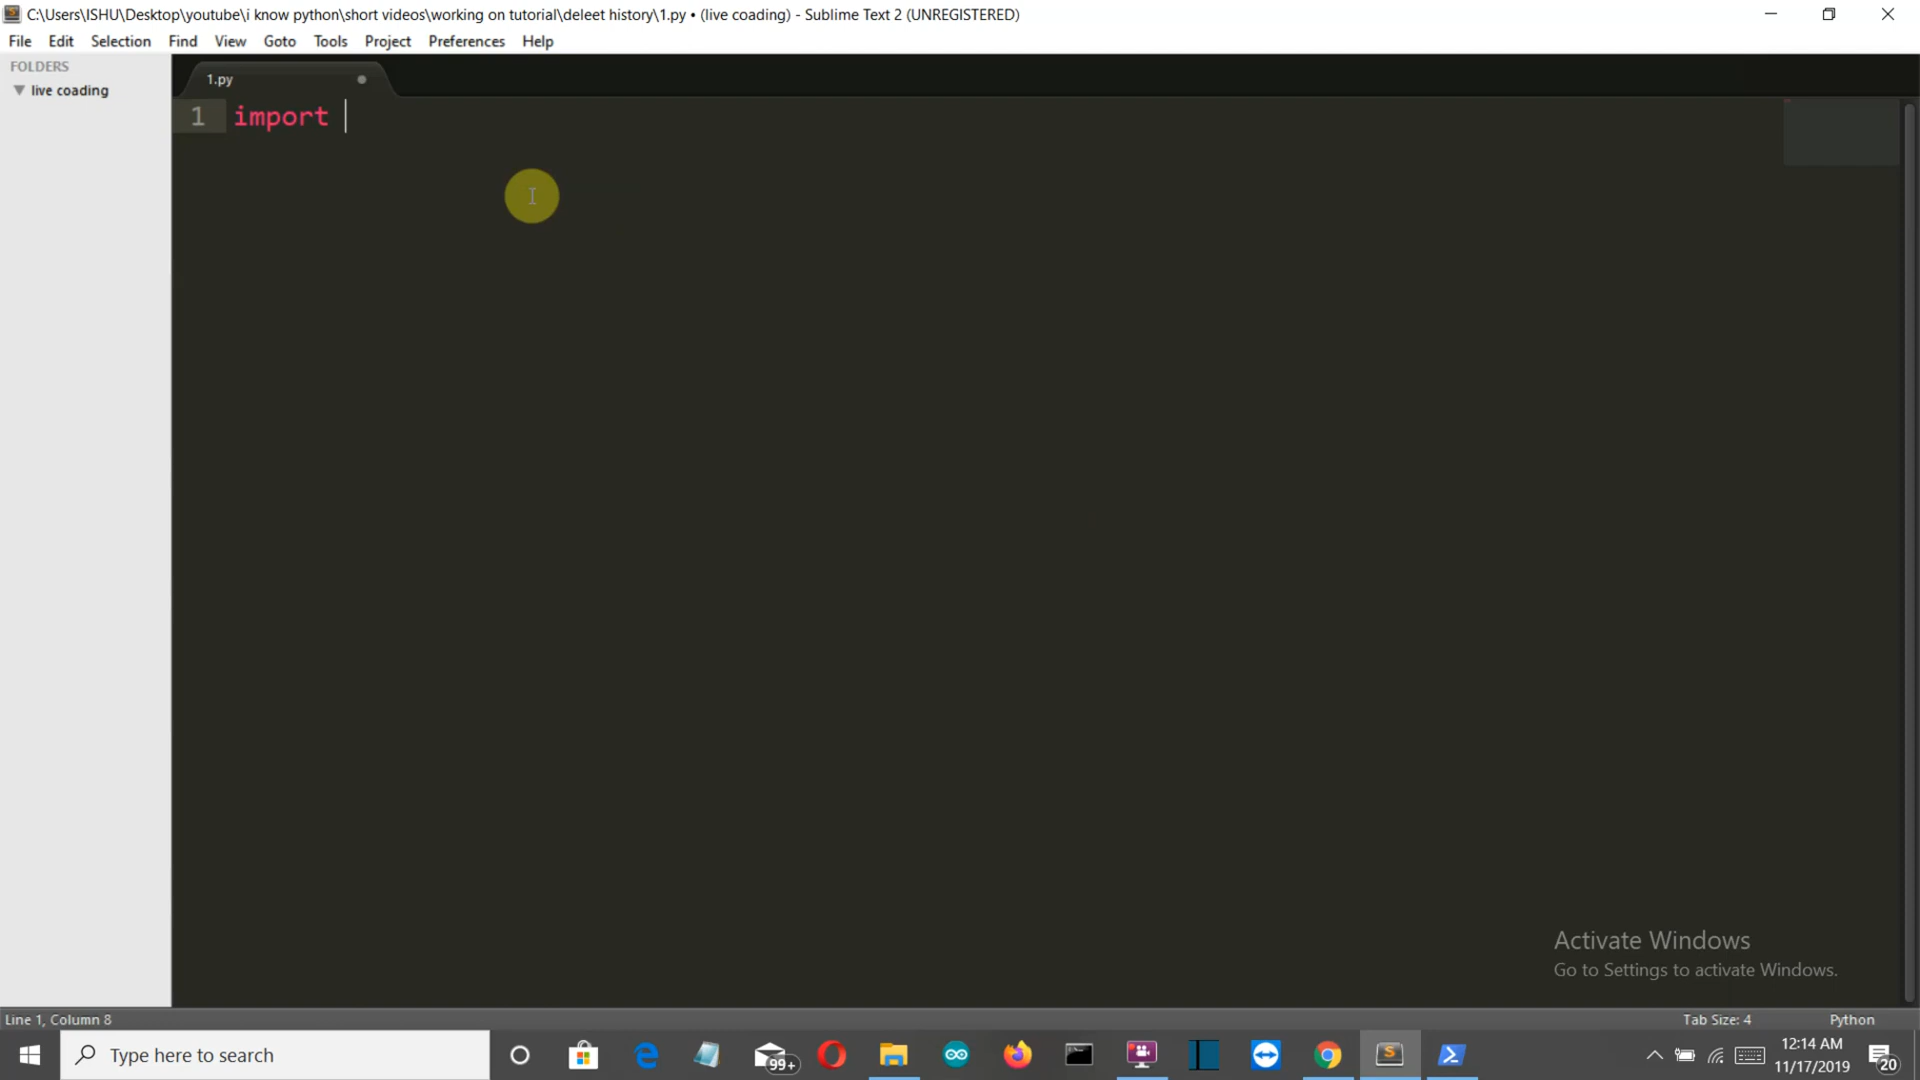 C:\Users\ISHU\Desktop\youtube\i know python\short videos\working on tutorial\deleet history\1.py • (live coading) - Sublime Text 2 (UNREGISTERED)
File Edit Selection Find View Goto Tools Project Preferences Help
FOLDERS
live coading
1.py
1 import
Activate Windows
Go to Settings to activate Windows.
Line 1, Column 8
Tab Size: 4
Python
Type here to search
99+
12:14 AM
11/17/2019
20